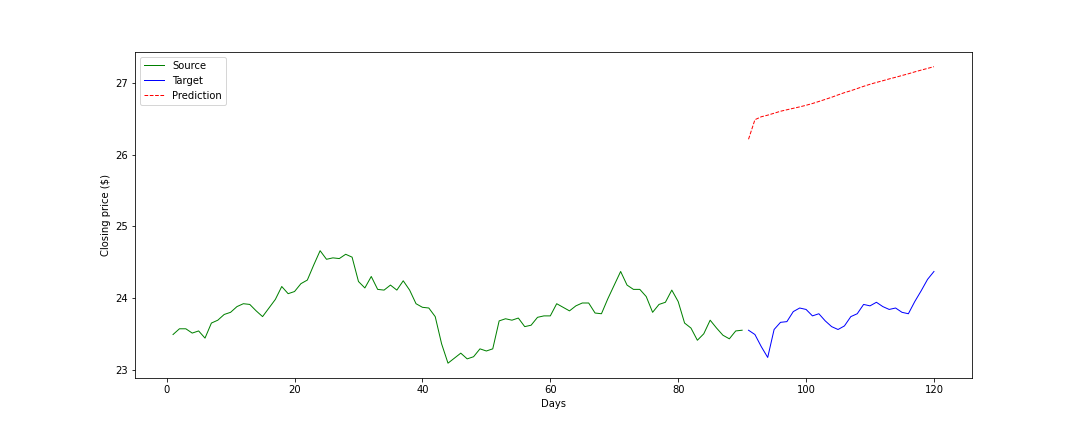 Source
Target
Prediction
27
26
25
24
23
Closing price ($)
0 20 40 60 80 100 120
Days